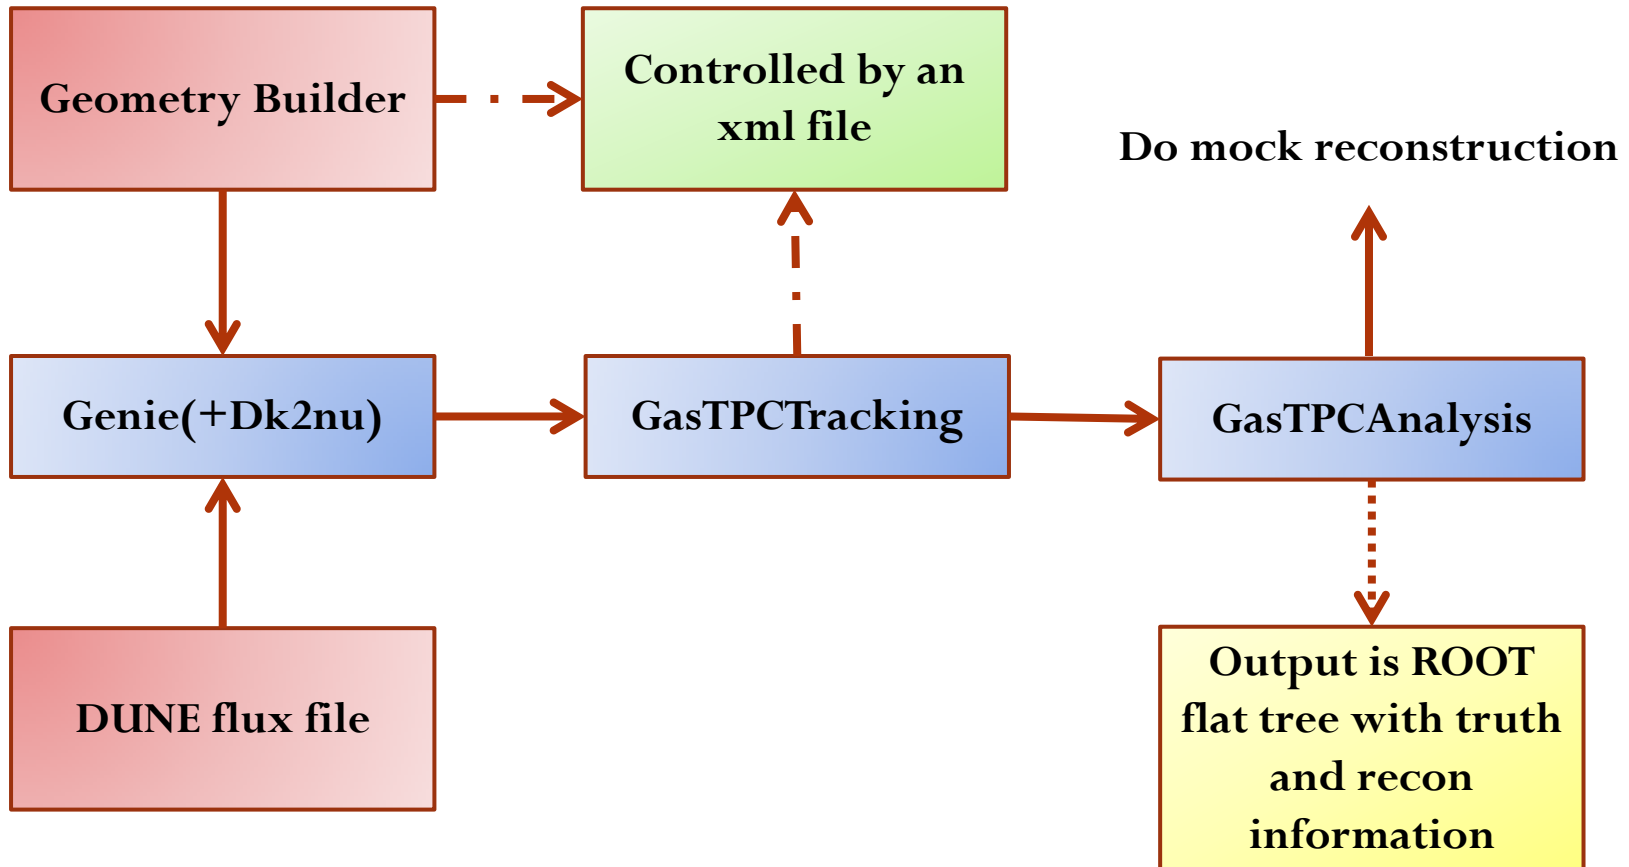 Geometry Builder
Controlled by an
xml file
Do mock reconstruction
Genie(+Dk2nu)
GasTPCTracking
GasTPCAnalysis
DUNE flux file
Output is ROOT
flat tree with truth
and recon
information